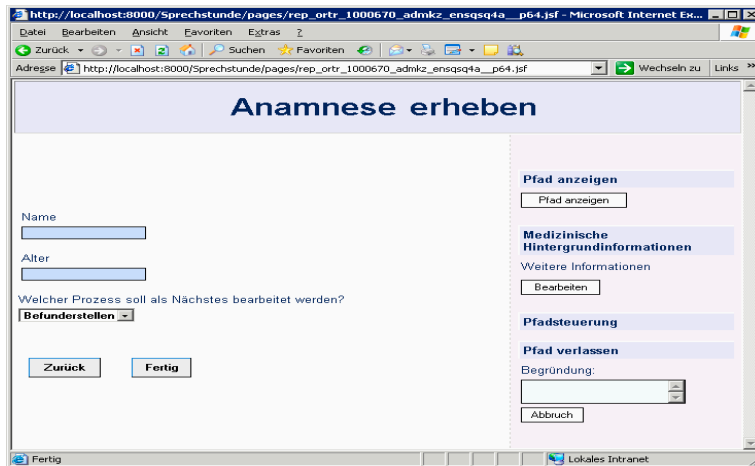 http://localhost:8000/Sprechstunde/pages/rep_ortr_1000670_admkz_ensqsq4a__p64.jsf - Microsoft Internet Ex...
Datei Bearbeiten Ansicht Favoriten Extras ?
Zurück Suchen Favoriten
Adresse http://localhost:8000/Sprechstunde/pages/rep_ortr_1000670_admkz_ensqsq4a__p64.jsf Wechseln zu Links »
Anamnese erheben
Name
Alter
Welcher Prozess soll als Nächstes bearbeitet werden?
Befunderstellen
Zurück Fertig
Pfad anzeigen
Pfad anzeigen
Medizinische
Hintergrundinformationen
Weitere Informationen
Bearbeiten
Pfadsteuerung
Pfad verlassen
Begründung:
Abbruch
Fertig Lokales Intranet